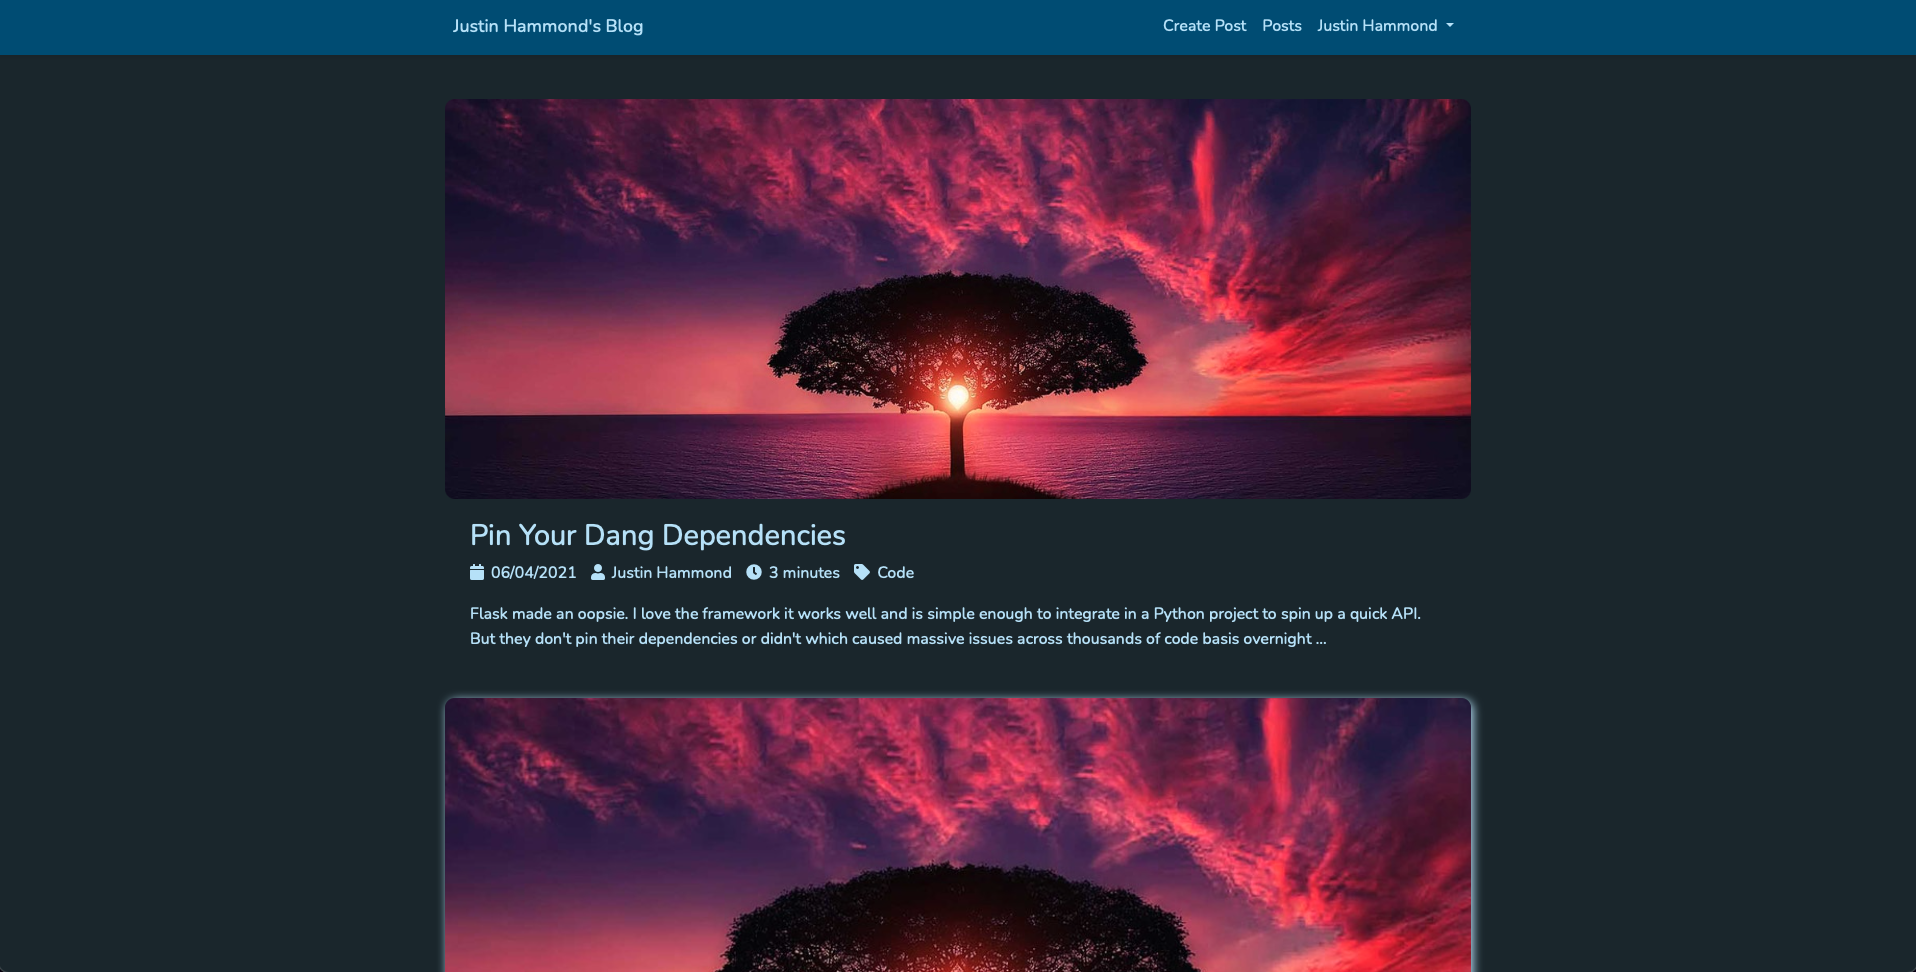 Justin Hammond's Blog
Create Post Posts Justin Hammond
Pin Your Dang Dependencies
06/04/2021 Justin Hammond 3 minutes Code
Flask made an oopsie. I love the framework it works well and is simple enough to integrate in a Python project to spin up a quick API.
But they don't pin their dependencies or didn't which caused massive issues across thousands of code basis overnight ...